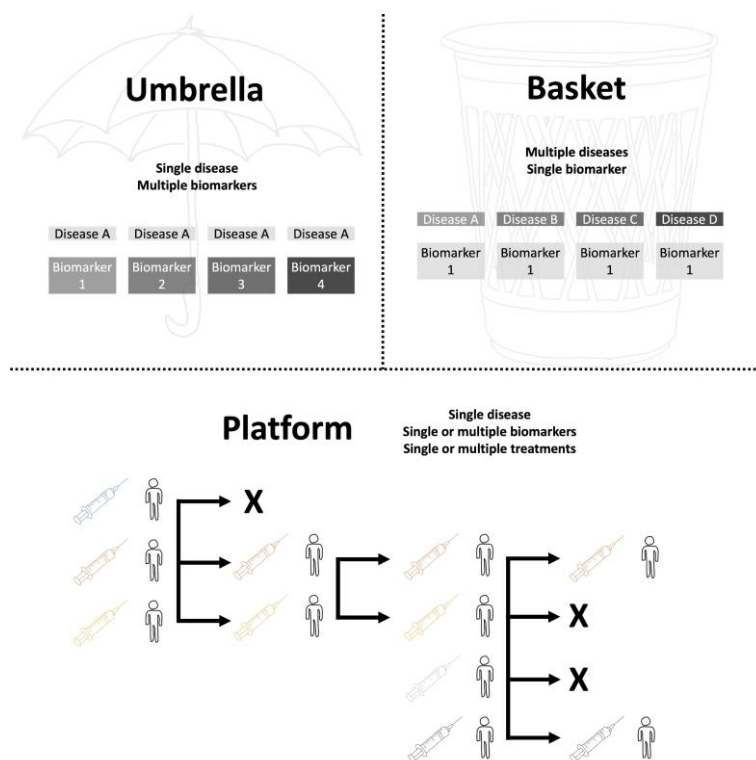 Umbrella
Single disease
Multiple biomarkers
Disease A Disease A Disease A Disease A
Biomarker 1
Biomarker 2
Biomarker 3
Biomarker 4
Basket
Multiple diseases
Single biomarker
Disease A Disease B Disease C Disease D
Biomarker 1
Biomarker 1
Biomarker 1
Biomarker 1
Platform
Single disease
Single or multiple biomarkers
Single or multiple treatments
X
X
X